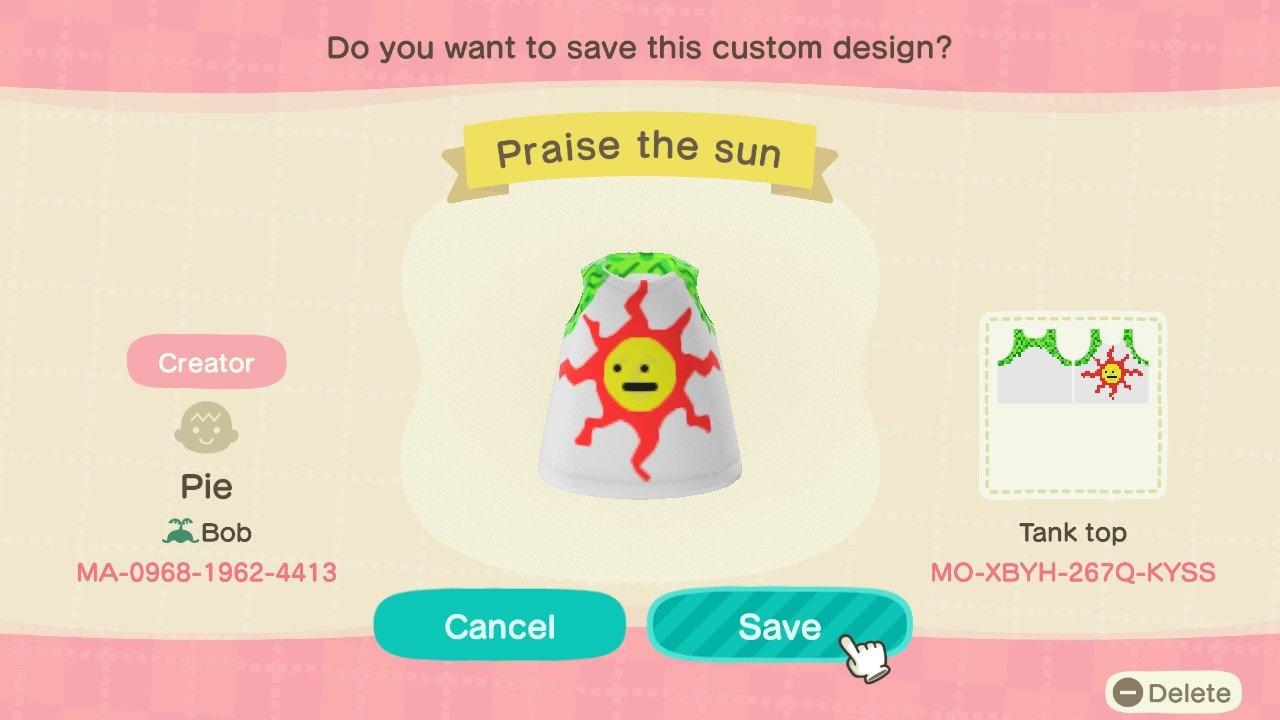 Do you want to save this custom design?
Praise the sun
Creator
Pie
Bob
MA-0968-1962-4413
Tank top
MO-XBYH-267Q-KYSS
Cancel
Save
Delete